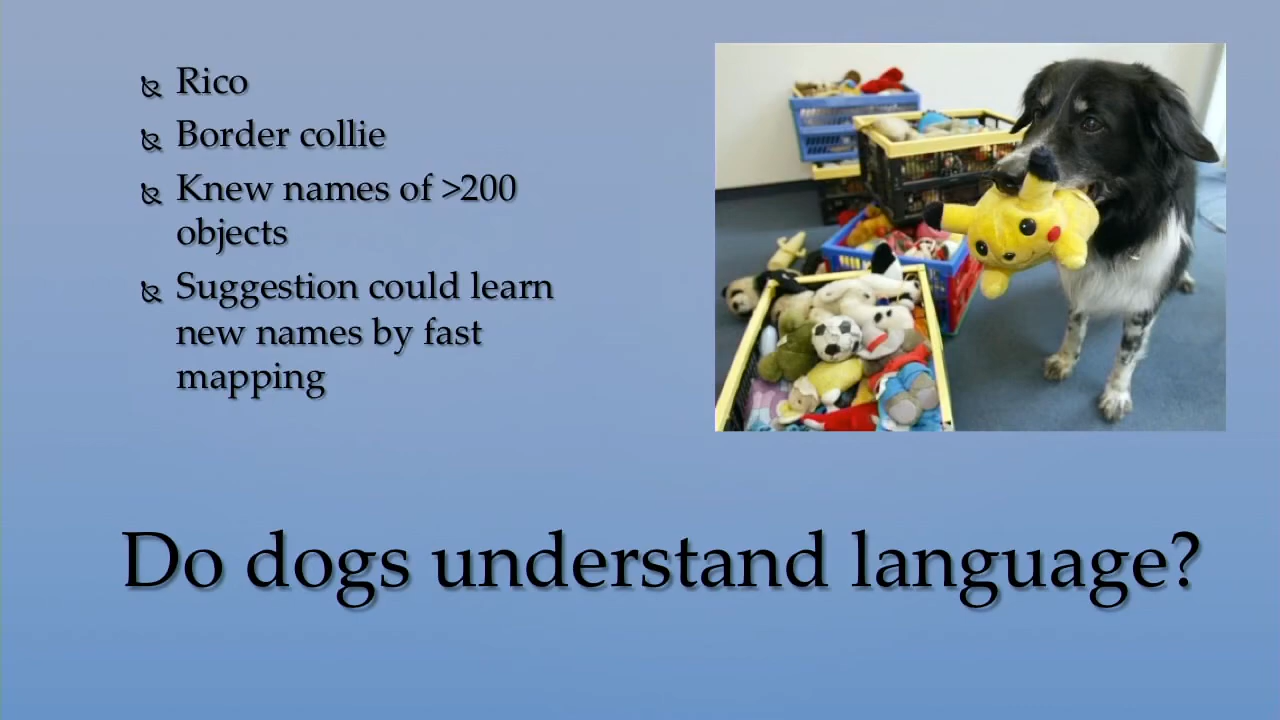 Rico
Border collie
Knew names of >200
objects
Suggestion could learn
new names by fast
mapping
Do dogs understand language?